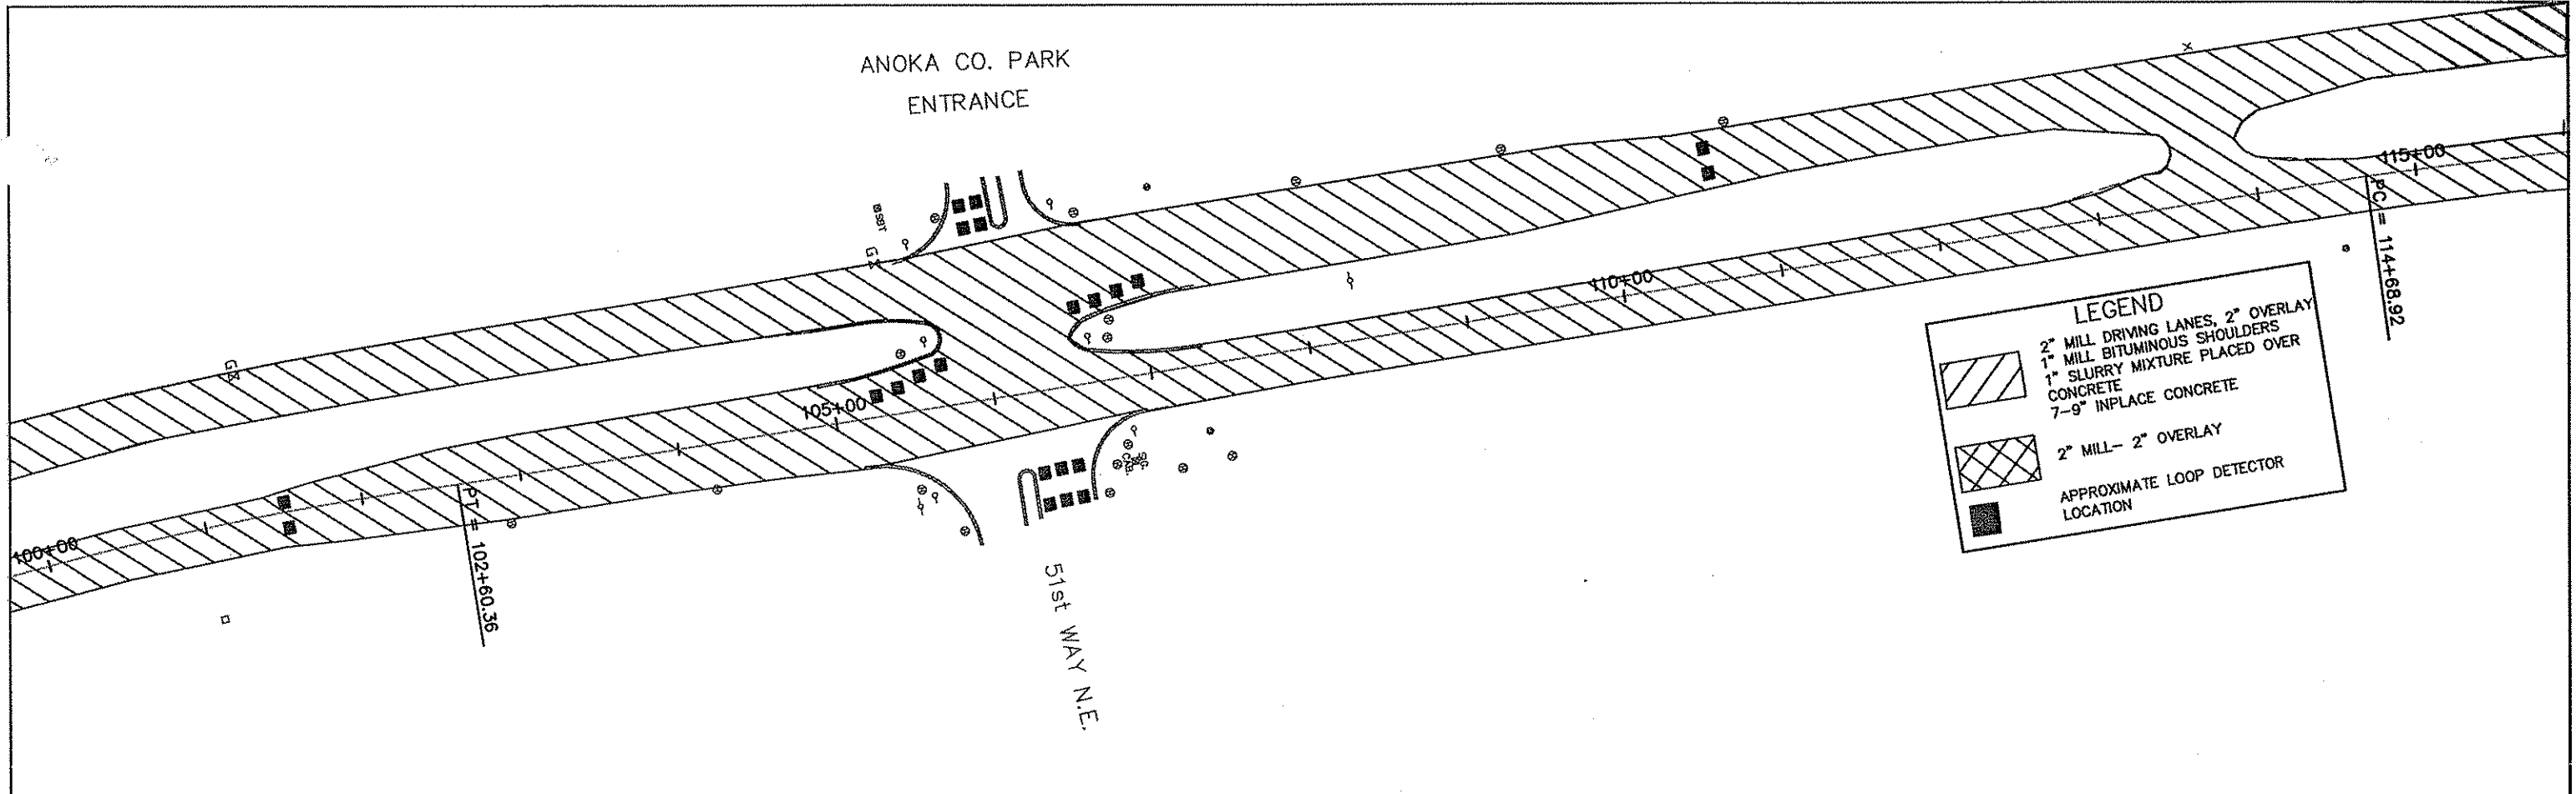 ANOKA CO. PARK
ENTRANCE
115+00
PC = 114+68.92
110+00
105+00
100+00
PT = 102+60.36
51st WAY N.E.
LEGEND
2" MILL DRIVING LANES, 2" OVERLAY
1" MILL BITUMINOUS SHOULDERS
1" SLURRY MIXTURE PLACED OVER
CONCRETE
7-9" INPLACE CONCRETE
2" MILL- 2" OVERLAY
APPROXIMATE LOOP DETECTOR
LOCATION